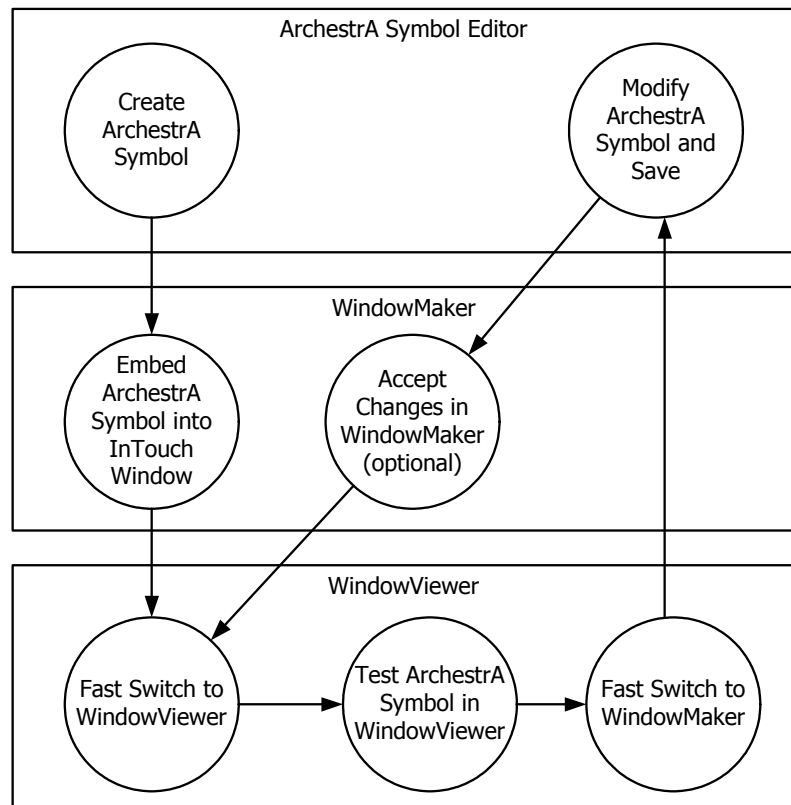 ArchestrA Symbol Editor
Create
ArchestrA
Symbol
Modify
ArchestrA
Symbol and
Save
WindowMaker
Embed
ArchestrA
Symbol into
InTouch
Window
Accept
Changes in
WindowMaker
(optional)
WindowViewer
Fast Switch to
WindowViewer
Test ArchestrA
Symbol in
WindowViewer
Fast Switch to
WindowMaker